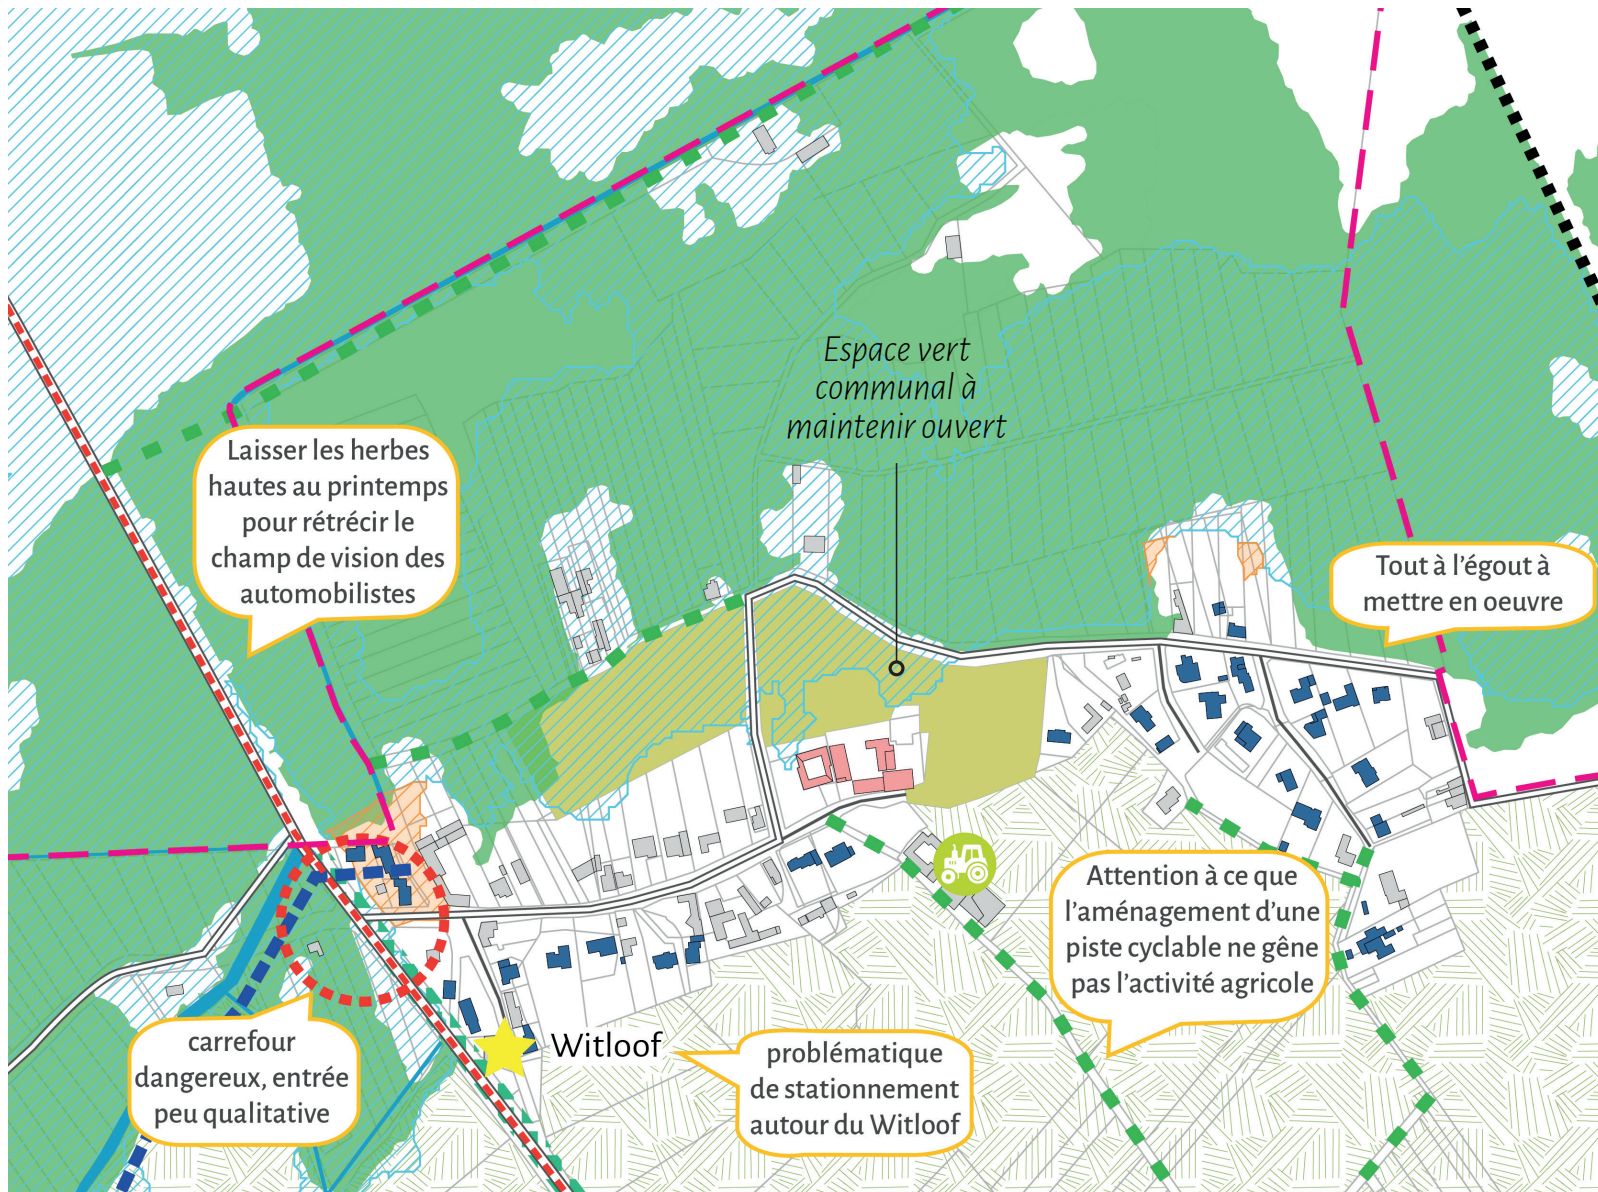 Espace vert
communal à
maintenir ouvert
Laisser les herbes
hautes au printemps
pour rétrécir le
champ de vision des
automobilistes
Tout à l'égout à
mettre en oeuvre
Attention à ce que
l'aménagement d'une
piste cyclable ne gêne
pas l'activité agricole
carrefour
dangereux, entrée
peu qualitative
Witloof
problématique
de stationnement
autour du Witloof